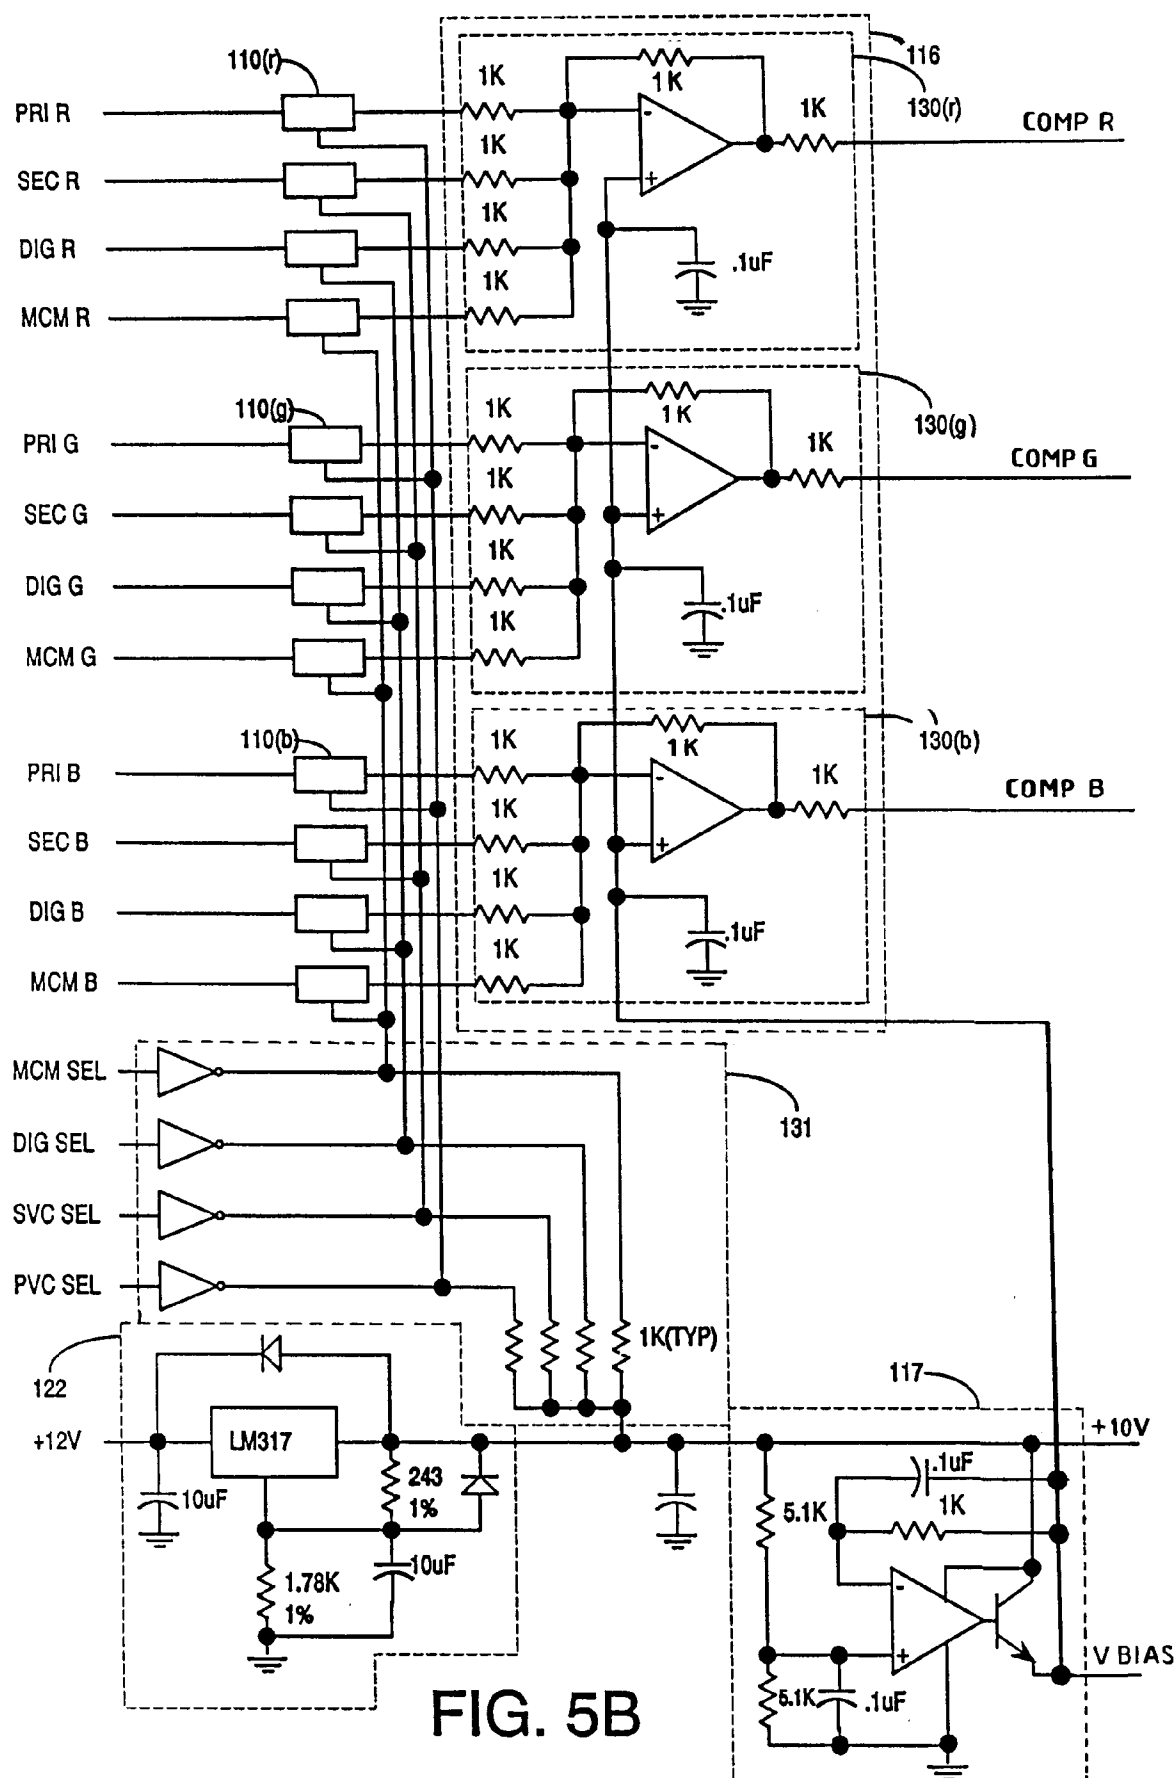 116
110(r)
1K
1K
130(r)
PRI R
1K
COMP R
1K
SEC R
-
+
1K
DIG R
.1uF
1K
MCM R
110(g)
1K
1K
130(g)
PRI G
1K
COMP G
1K
SEC G
-
+
1K
DIG G
.1uF
1K
MCM G
110(b)
1K
1K
130(b)
PRI B
1K
COMP B
1K
SEC B
-
+
1K
DIG B
.1uF
1K
MCM B
MCM SEL
131
DIG SEL
SVC SEL
PVC SEL
1K(TYP)
122
117
+12V
LM317
+10V
10uF
243
1%
.1uF
5.1K
1K
10uF
1.78K
1%
-
+
V BIAS
5.1K
.1uF
FIG. 5B